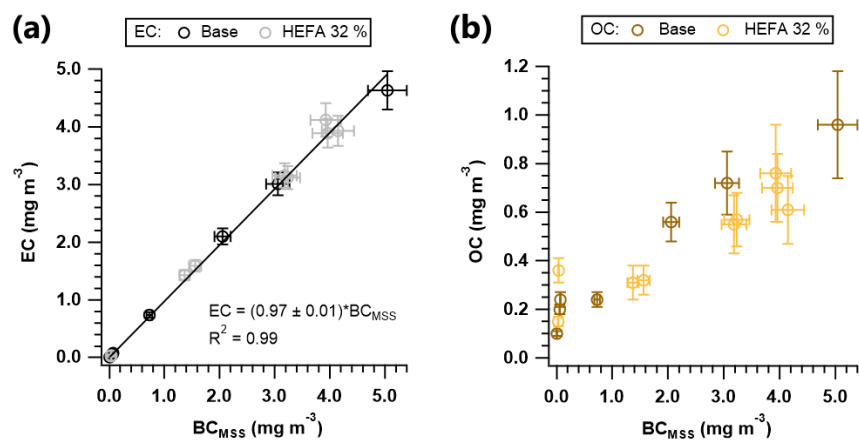 (a)
EC: Base HEFA 32 %
5.0
4.0
3.0
2.0
1.0
0.0
EC (mg m⁻³)
EC = (0.97 ± 0.01)*BC_MSS
R² = 0.99
0.0 1.0 2.0 3.0 4.0 5.0
BC_MSS (mg m⁻³)
(b)
OC: Base HEFA 32 %
1.2
1.0
0.8
0.6
0.4
0.2
0.0
OC (mg m⁻³)
0.0 1.0 2.0 3.0 4.0 5.0
BC_MSS (mg m⁻³)